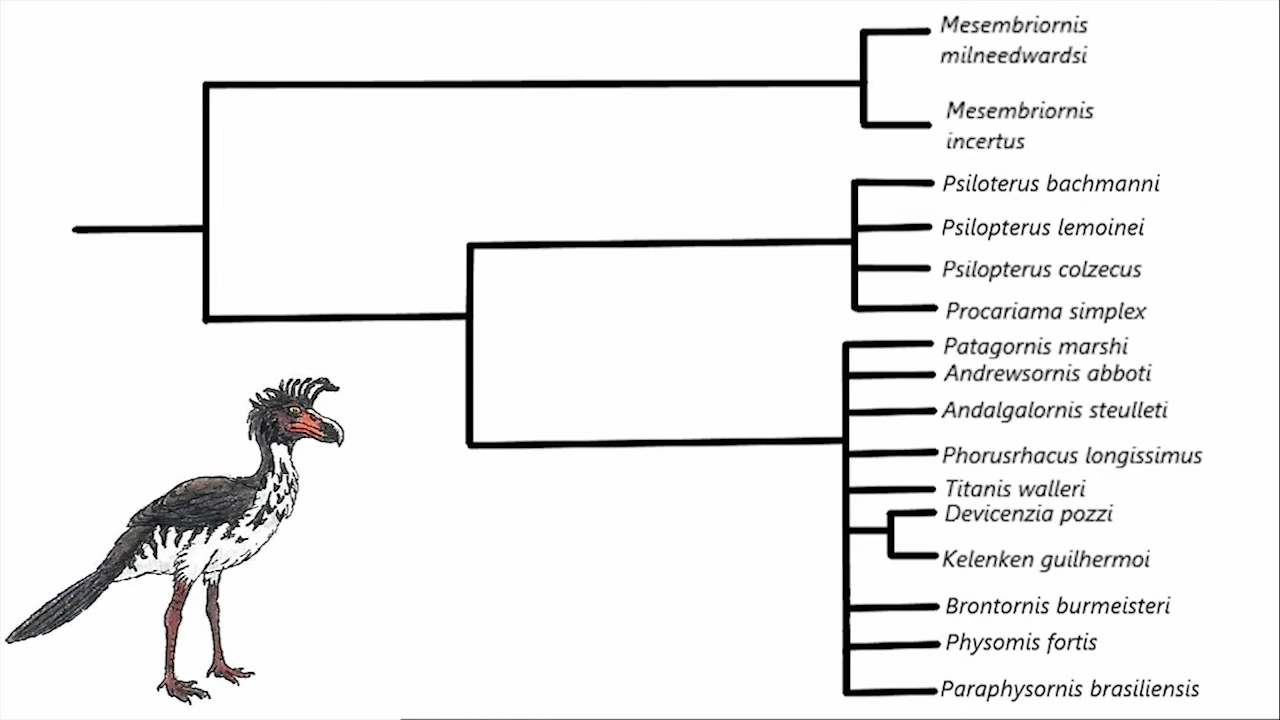 Mesembriornis
milneedwardsi
Mesembriornis
incertus
Psiloterus bachmanni
Psilopterus lemoinei
Psilopterus colzecus
Procariama simplex
Patagornis marshi
Andrewsornis abboti
Andalgalornis steulleti
Phorusrhacus longissimus
Titanis walleri
Devicenzia pozzi
Kelenken guilhermoi
Brontornis burmeisteri
Physomis fortis
Paraphysornis brasiliensis